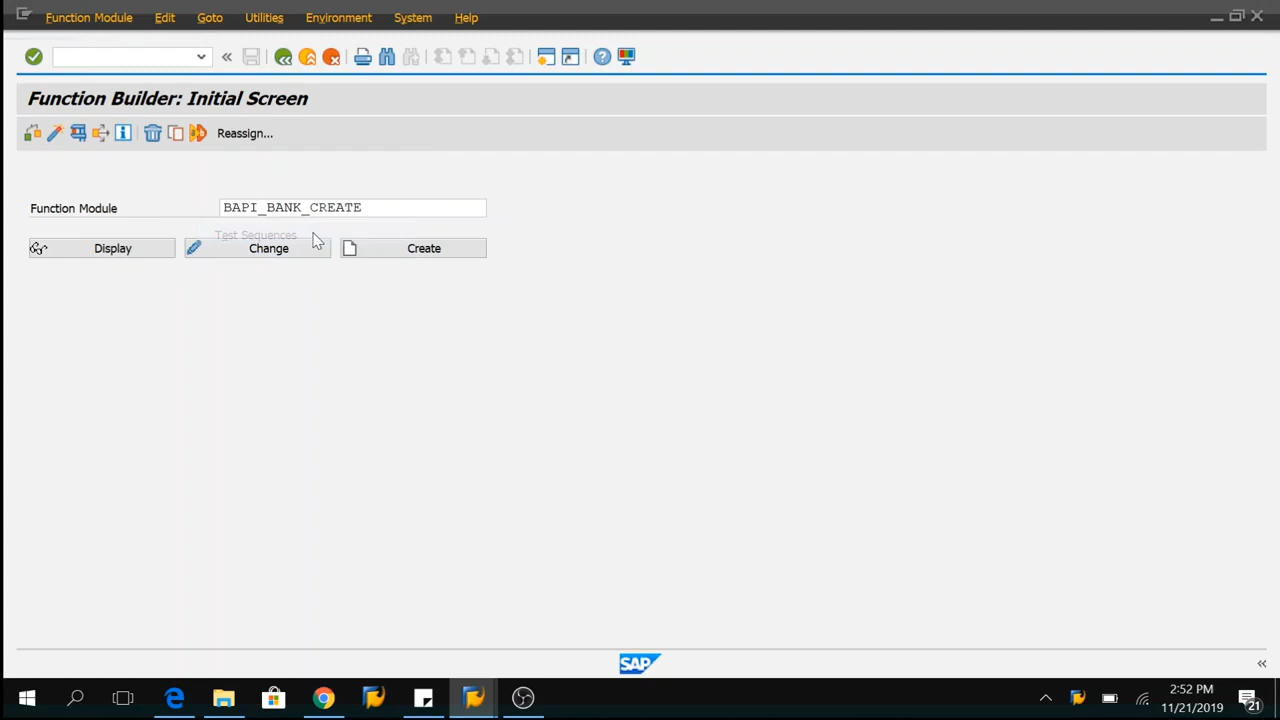 Function Module Edit Goto Utilities Environment System Help
Function Builder: Initial Screen
Reassign...
Function Module BAPI_BANK_CREATE
Test Sequences
Display Change Create
SAP
2:52 PM
11/21/2019
21